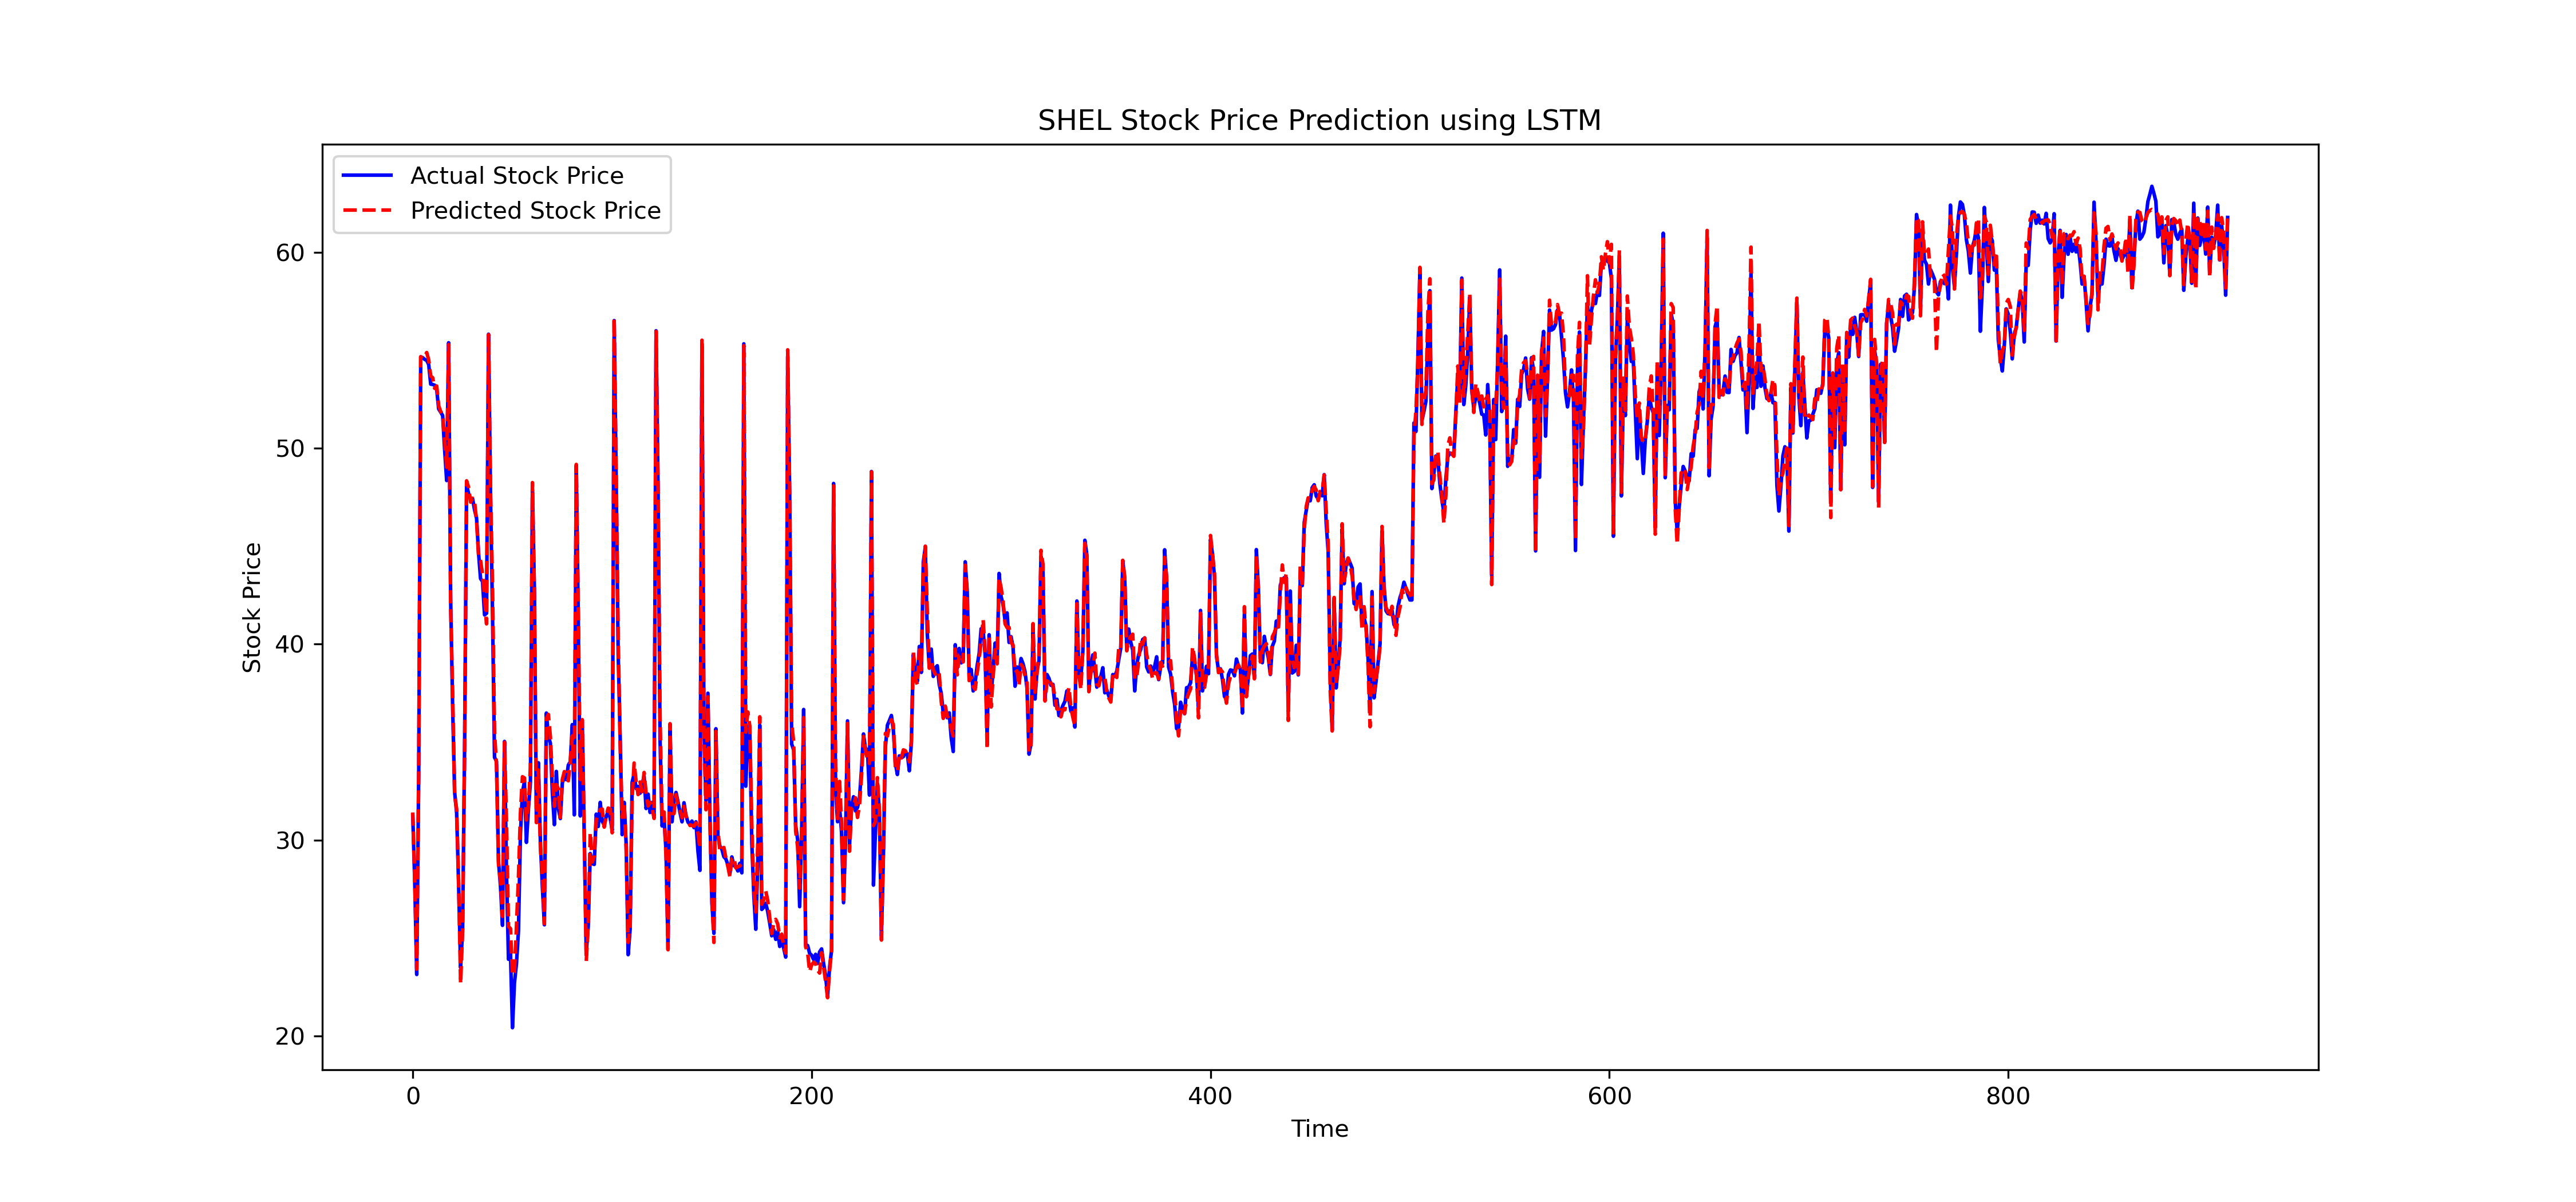 SHEL Stock Price Prediction using LSTM
Actual Stock Price
Predicted Stock Price
60
50
40
30
20
Stock Price
0 200 400 600 800
Time